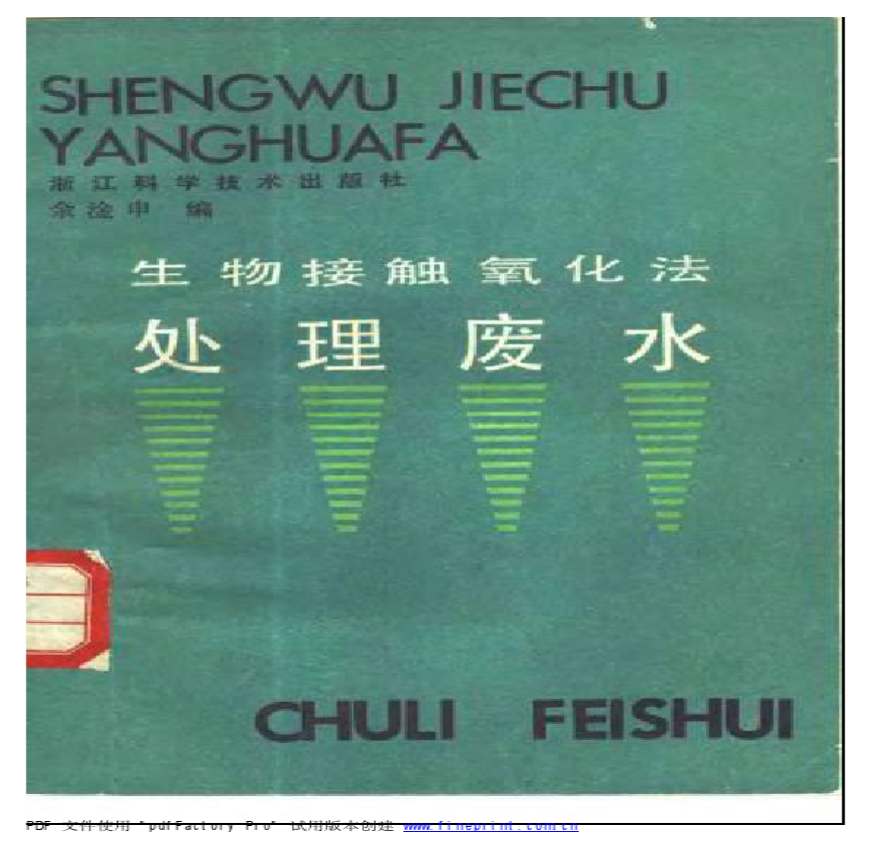 SHENGWU JIECHU
YANGHUAFA
浙江科学技术出版社
余淦申 编
生物接触氧化法
处理废水
CHULI FEISHUI
PDF 文件使用 "pdfFactory Pro" 试用版本创建 www.fineprint.com.cn